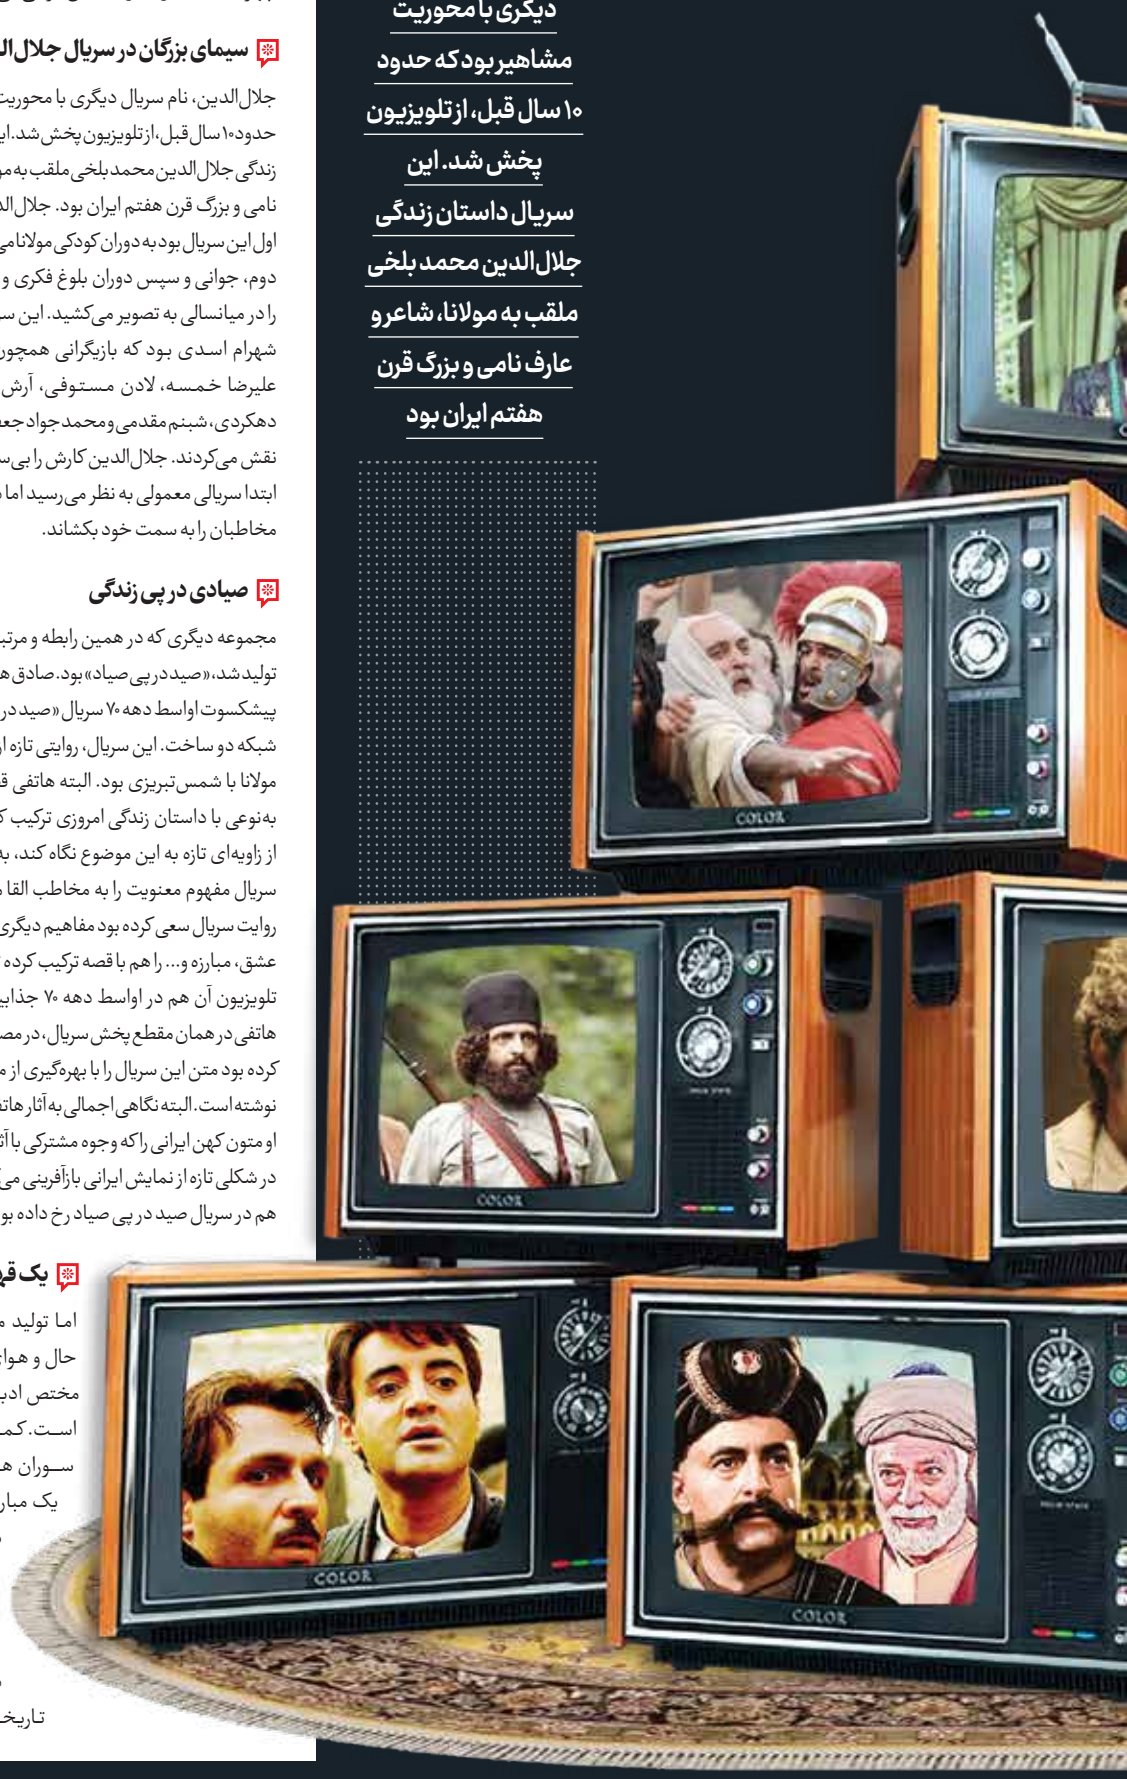 دیگری با محوریت
مشاهیر بود که حدود
۱۰ سال قبل، از تلویزیون
پخش شد. این
سریال داستان زندگی
جلال‌الدین محمد بلخی
ملقب به مولانا، شاعر و
عارف نامی و بزرگ قرن
هفتم ایران بود
سیمای بزرگان در سریال جلال‌ال
جلال‌الدین، نام سریال دیگری با محوریت
حدود ۱۰ سال قبل، از تلویزیون پخش شد. این
زندگی جلال‌الدین محمد بلخی ملقب به مو
نامی و بزرگ قرن هفتم ایران بود. جلال‌الد
اول این سریال بود به دوران کودکی مولانا می
دوم، جوانی و سپس دوران بلوغ فکری و
را در میانسالی به تصویر می‌کشید. این سر
شهرام اسدی بود که بازیگرانی همچون
علیرضا خمسه، لادن مستوفی، آرش
دهکردی، شبنم مقدمی و محمد جواد جعف
نقش می‌کردند. جلال‌الدین کارش را بی‌س
ابتدا سریالی معمولی به نظر می‌رسید اما
مخاطبان را به سمت خود بکشاند.
صیادی در پی زندگی
مجموعه دیگری که در همین رابطه و مرتب
تولید شد، «صید در پی صیاد» بود. صادق ها
پیشکسوت اواسط دهه ۷۰ سریال «صید در
شبکه دو ساخت. این سریال، روایتی تازه از
مولانا با شمس‌تبریزی بود. البته هاتفی ق
به‌نوعی با داستان زندگی امروزی ترکیب ک
از زاویه‌ای تازه به این موضوع نگاه کند، به
سریال مفهوم معنویت را به مخاطب القا
روایت سریال سعی کرده بود مفاهیم دیگری
عشق، مبارزه و... را هم با قصه ترکیب کرده
تلویزیون آن هم در اواسط دهه ۷۰ جذابی
هاتفی در همان مقطع پخش سریال، در مص
کرده بود متن این سریال را با بهره‌گیری از م
نوشته است. البته نگاهی اجمالی به آثار هاتف
او متون کهن ایرانی را که وجوه مشترکی با آث
در شکلی تازه از نمایش ایرانی بازآفرینی می‌
هم در سریال صید در پی صیاد رخ داده بو
یک قه
اما تولید م
حال و هوای
مختص ادب
است. کم
سوران ه
یک مبار
تاریخ
COLOR
COLOR
COLOR
COLOR